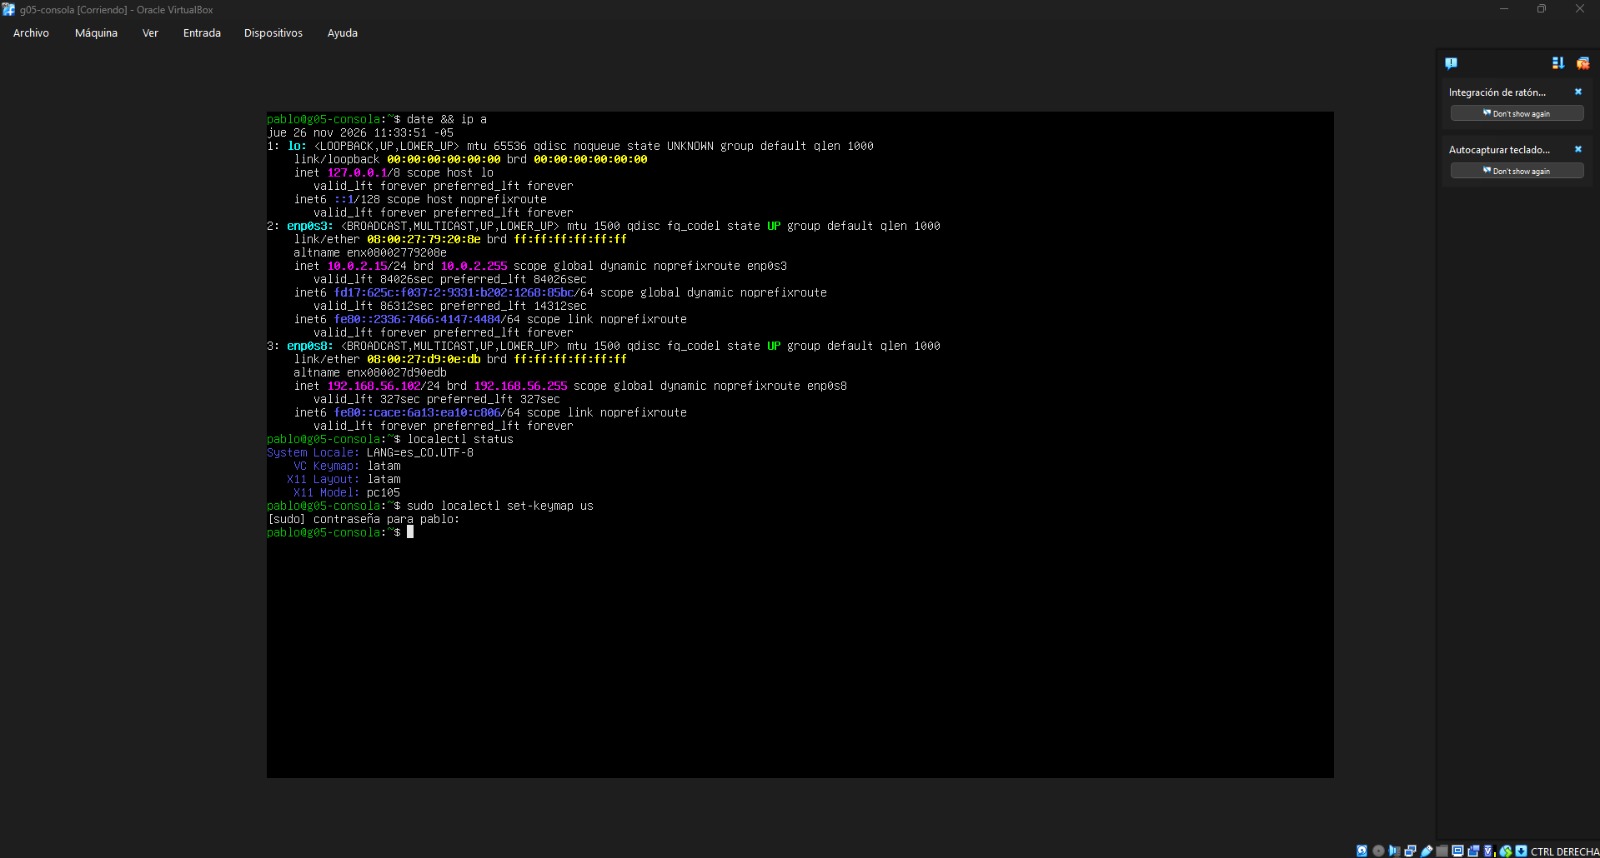 g05-consola [Corriendo] - Oracle VirtualBox
Archivo Máquina Ver Entrada Dispositivos Ayuda
Integración de ratón...
Don't show again
Autocapturar teclado...
Don't show again
pablo@g05-consola:~$ date && ip a
jue 26 nov 2026 11:33:51 -05
1: lo: <LOOPBACK,UP,LOWER_UP> mtu 65536 qdisc noqueue state UNKNOWN group default qlen 1000
link/loopback 00:00:00:00:00:00 brd 00:00:00:00:00:00
inet 127.0.0.1/8 scope host lo
valid_lft forever preferred_lft forever
inet6 ::1/128 scope host noprefixroute
valid_lft forever preferred_lft forever
2: enp0s3: <BROADCAST,MULTICAST,UP,LOWER_UP> mtu 1500 qdisc fq_codel state UP group default qlen 1000
link/ether 08:00:27:79:20:8e brd ff:ff:ff:ff:ff:ff
altname enx08002779208e
inet 10.0.2.15/24 brd 10.0.2.255 scope global dynamic noprefixroute enp0s3
valid_lft 84026sec preferred_lft 84026sec
inet6 fd17:625c:f037:2:9331:b202:1268:85bc/64 scope global dynamic noprefixroute
valid_lft 86312sec preferred_lft 14312sec
inet6 fe80::2336:7466:4147:4484/64 scope link noprefixroute
valid_lft forever preferred_lft forever
3: enp0s8: <BROADCAST,MULTICAST,UP,LOWER_UP> mtu 1500 qdisc fq_codel state UP group default qlen 1000
link/ether 08:00:27:d9:0e:db brd ff:ff:ff:ff:ff:ff
altname enx080027d90edb
inet 192.168.56.102/24 brd 192.168.56.255 scope global dynamic noprefixroute enp0s8
valid_lft 327sec preferred_lft 327sec
inet6 fe80::cace:6a13:ea10:c806/64 scope link noprefixroute
valid_lft forever preferred_lft forever
pablo@g05-consola:~$ localectl status
System Locale: LANG=es_CO.UTF-8
VC Keymap: latam
X11 Layout: latam
X11 Model: pc105
pablo@g05-consola:~$ sudo localectl set-keymap us
[sudo] contraseña para pablo:
pablo@g05-consola:~$
CTRL DERECHA